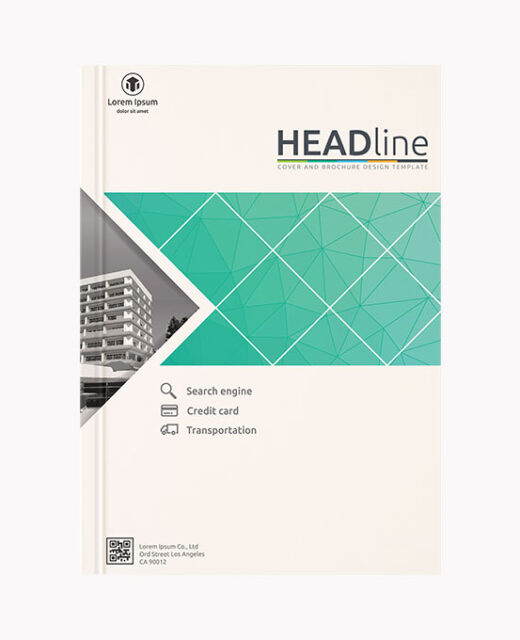 Lorem Ipsum
dolor sit amet
HEADline
COVER AND BROCHURE DESIGN TEMPLATE
Search engine
Credit card
Transportation
Lorem Ipsum Co., Ltd
Ord Street Los Angeles
CA 90012